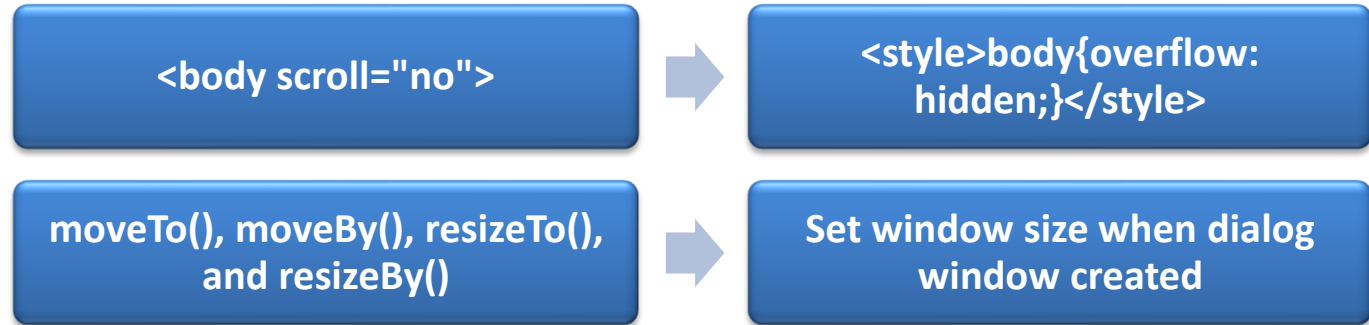 <body scroll="no">
<style>body{overflow:
hidden;}</style>
moveTo(), moveBy(), resizeTo(),
and resizeBy()
Set window size when dialog
window created